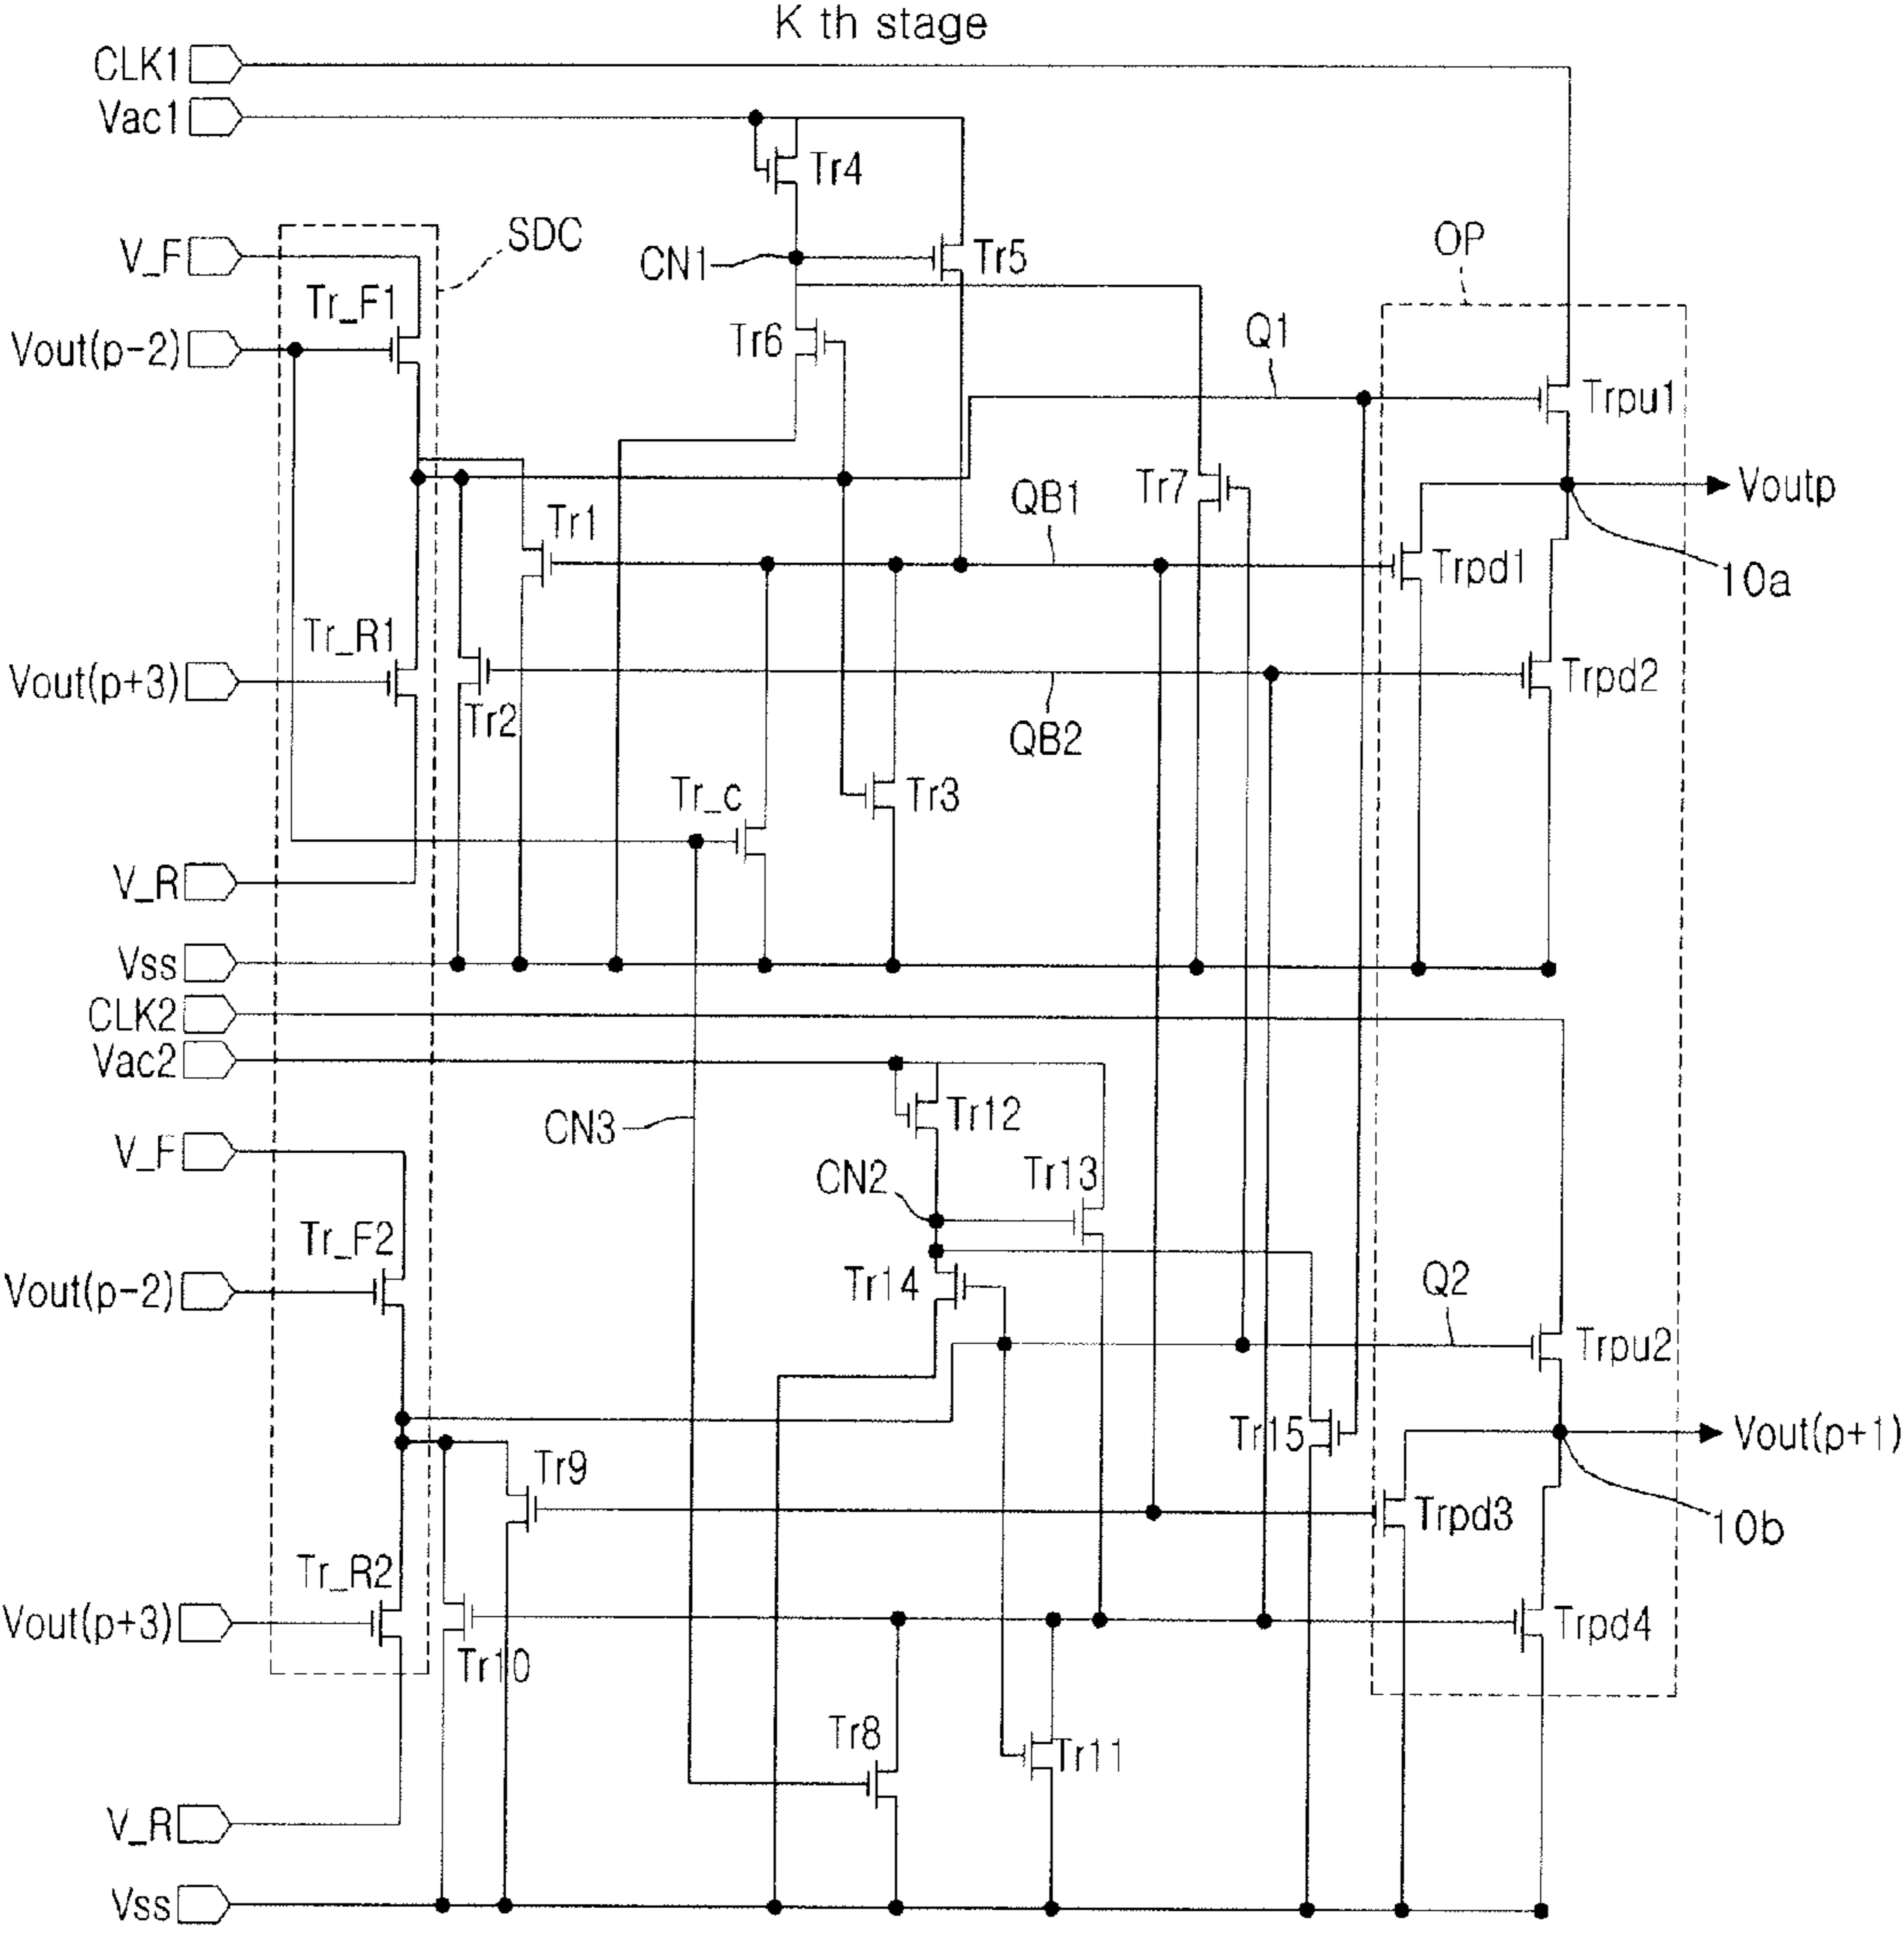 K th stage
CLK1
Vac1
Tr4
V_F
SDC
CN1
Tr5
OP
Tr_F1
Vout(p-2)
Tr6
Q1
Trpu1
Tr1
QB1
Tr7
Voutp
Trpd1
10a
Tr_R1
Vout(p+3)
Tr2
QB2
Trpd2
Tr_c
Tr3
V_R
Vss
CLK2
Vac2
CN3
Tr12
V_F
CN2
Tr13
Tr_F2
Vout(p-2)
Tr14
Q2
Trpu2
Tr15
Vout(p+1)
Tr9
Trpd3
10b
Tr_R2
Vout(p+3)
Tr10
Trpd4
Tr8
Tr11
V_R
Vss